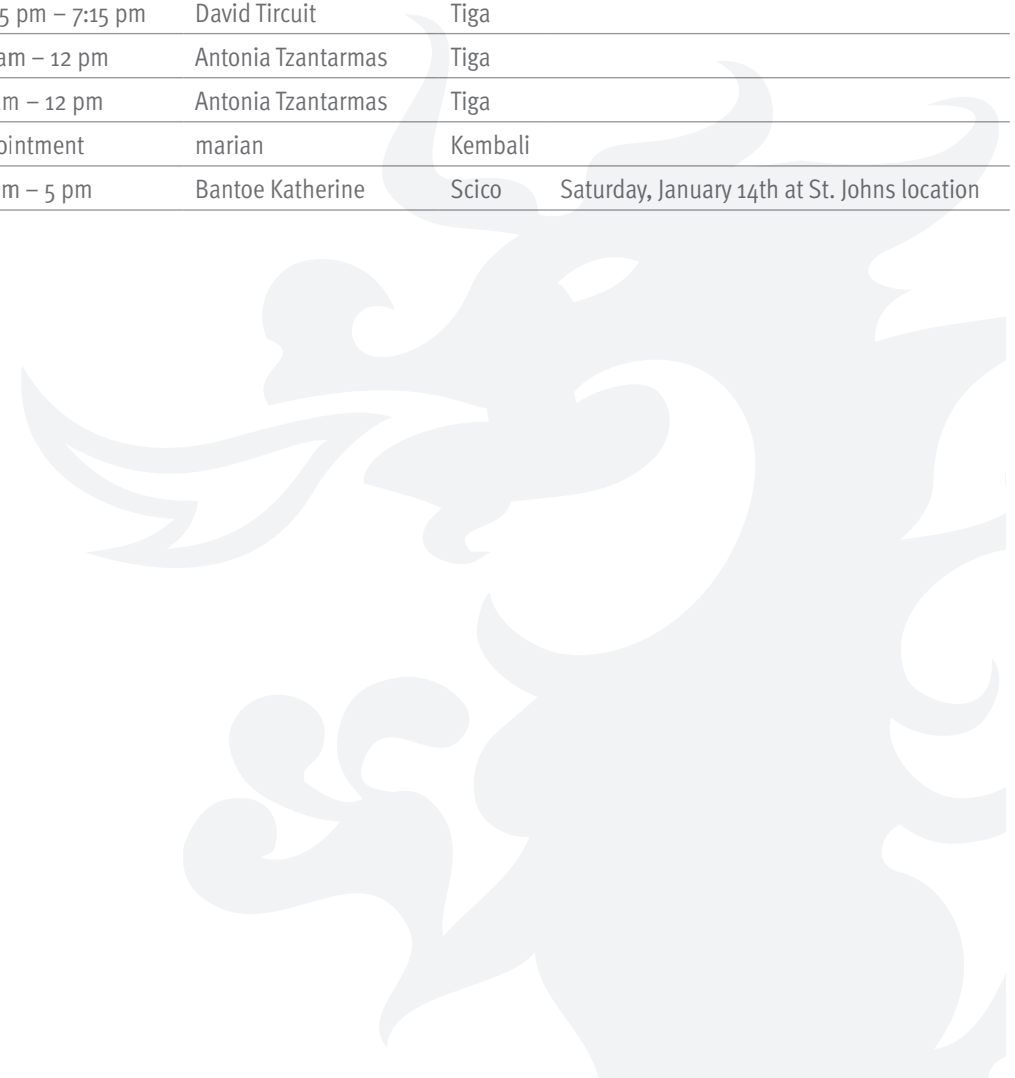 5 pm – 7:15 pm David Tircuit Tiga
am – 12 pm Antonia Tzantarmas Tiga
m – 12 pm Antonia Tzantarmas Tiga
ointment marian Kembali
m – 5 pm Bantoe Katherine Scico Saturday, January 14th at St. Johns location